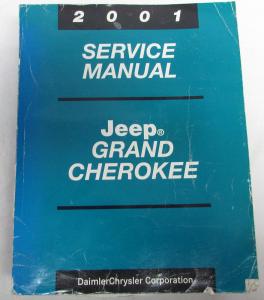 2001
SERVICE
MANUAL
Jeep®
GRAND
CHEROKEE
DaimlerChrysler Corporation